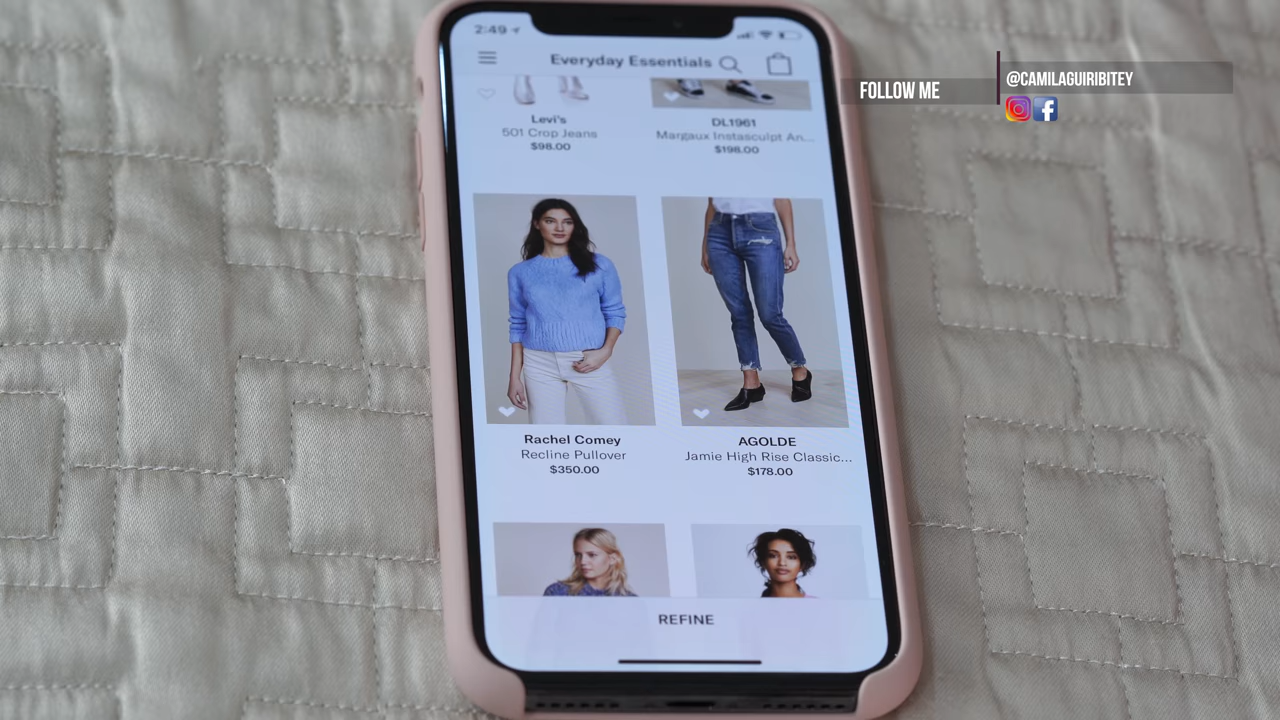 2:49
Everyday Essentials
Levi's
501 Crop Jeans
$98.00
DL1961
Margaux Instasculpt An...
$198.00
Rachel Comey
Recline Pullover
$350.00
AGOLDE
Jamie High Rise Classic...
$178.00
REFINE
FOLLOW ME
@CAMILAGUIRIBITEY